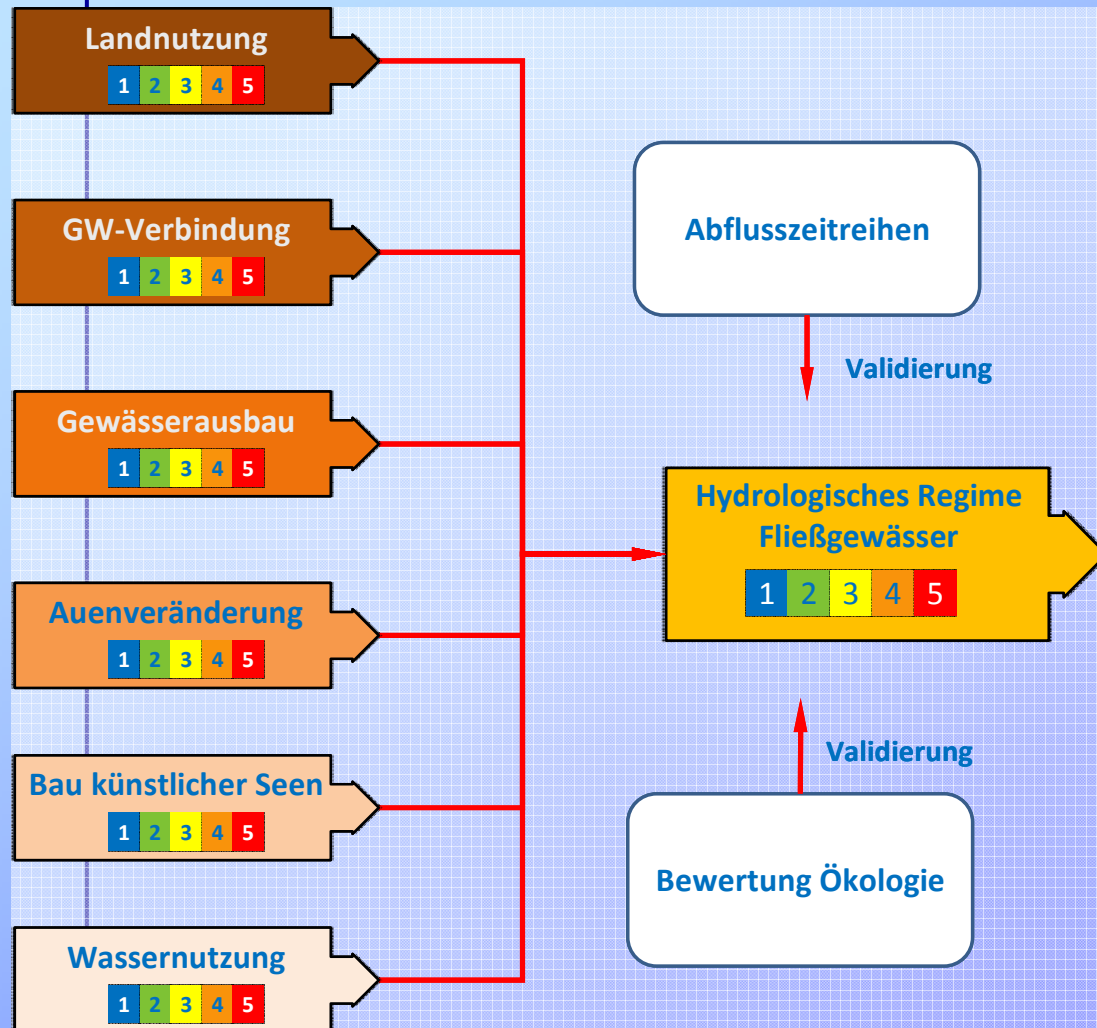 Landnutzung
1 2 3 4 5
GW-Verbindung
1 2 3 4 5
Gewässerausbau
1 2 3 4 5
Auenveränderung
1 2 3 4 5
Bau künstlicher Seen
1 2 3 4 5
Wassernutzung
1 2 3 4 5
Abflusszeitreihen
Validierung
Hydrologisches Regime
Fließgewässer
1 2 3 4 5
Validierung
Bewertung Ökologie